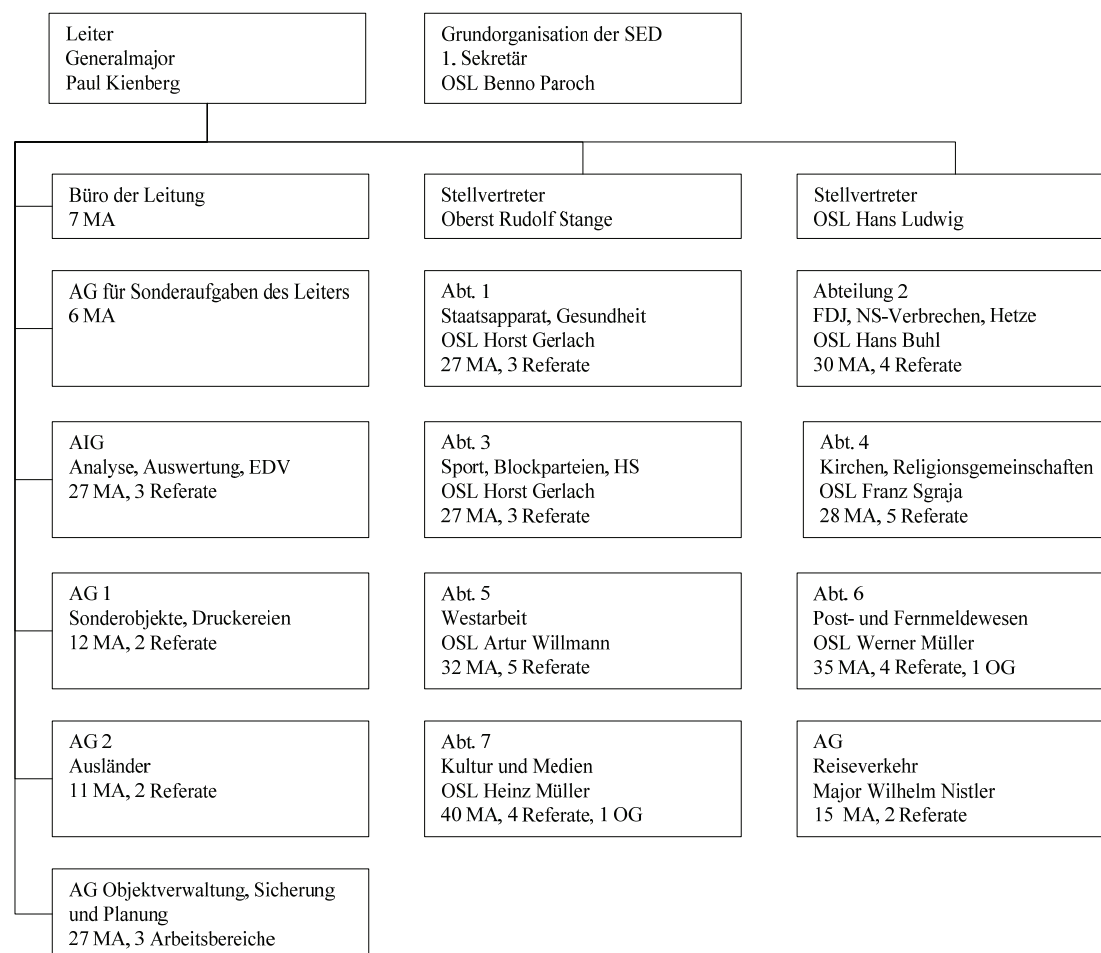 Leiter
Generalmajor
Paul Kienberg
Grundorganisation der SED
1. Sekretär
OSL Benno Paroch
Büro der Leitung
7 MA
Stellvertreter
Oberst Rudolf Stange
Stellvertreter
OSL Hans Ludwig
AG für Sonderaufgaben des Leiters
6 MA
Abt. 1
Staatsapparat, Gesundheit
OSL Horst Gerlach
27 MA, 3 Referate
Abteilung 2
FDJ, NS-Verbrechen, Hetze
OSL Hans Buhl
30 MA, 4 Referate
AIG
Analyse, Auswertung, EDV
27 MA, 3 Referate
Abt. 3
Sport, Blockparteien, HS
OSL Horst Gerlach
27 MA, 3 Referate
Abt. 4
Kirchen, Religionsgemeinschaften
OSL Franz Sgraja
28 MA, 5 Referate
AG 1
Sonderobjekte, Druckereien
12 MA, 2 Referate
Abt. 5
Westarbeit
OSL Artur Willmann
32 MA, 5 Referate
Abt. 6
Post- und Fernmeldewesen
OSL Werner Müller
35 MA, 4 Referate, 1 OG
AG 2
Ausländer
11 MA, 2 Referate
Abt. 7
Kultur und Medien
OSL Heinz Müller
40 MA, 4 Referate, 1 OG
AG
Reiseverkehr
Major Wilhelm Nistler
15 MA, 2 Referate
AG Objektverwaltung, Sicherung
und Planung
27 MA, 3 Arbeitsbereiche